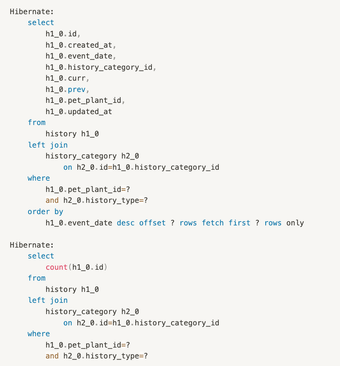 Hibernate:
select
h1_0.id,
h1_0.created_at,
h1_0.event_date,
h1_0.history_category_id,
h1_0.curr,
h1_0.prev,
h1_0.pet_plant_id,
h1_0.updated_at
from
history h1_0
left join
history_category h2_0
on h2_0.id=h1_0.history_category_id
where
h1_0.pet_plant_id=?
and h2_0.history_type=?
order by
h1_0.event_date desc offset ? rows fetch first ? rows only
Hibernate:
select
count(h1_0.id)
from
history h1_0
left join
history_category h2_0
on h2_0.id=h1_0.history_category_id
where
h1_0.pet_plant_id=?
and h2_0.history_type=?